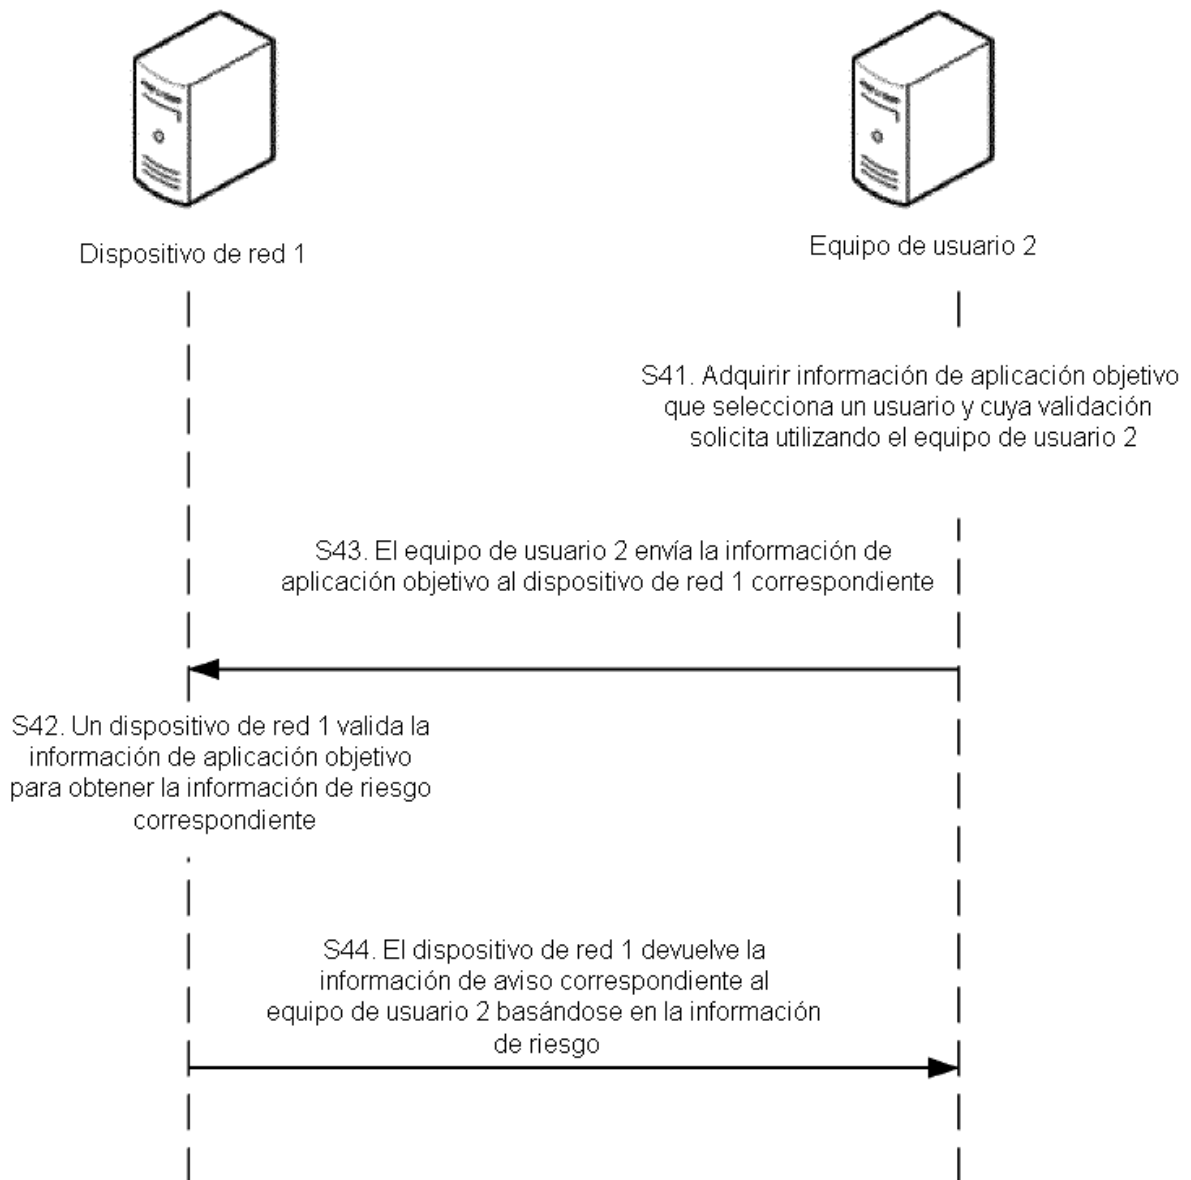 Dispositivo de red 1
Equipo de usuario 2
S41. Adquirir información de aplicación objetivo
que selecciona un usuario y cuya validación
solicita utilizando el equipo de usuario 2
S43. El equipo de usuario 2 envía la información de
aplicación objetivo al dispositivo de red 1 correspondiente
S42. Un dispositivo de red 1 valida la
información de aplicación objetivo
para obtener la información de riesgo
correspondiente
S44. El dispositivo de red 1 devuelve la
información de aviso correspondiente al
equipo de usuario 2 basándose en la información
de riesgo